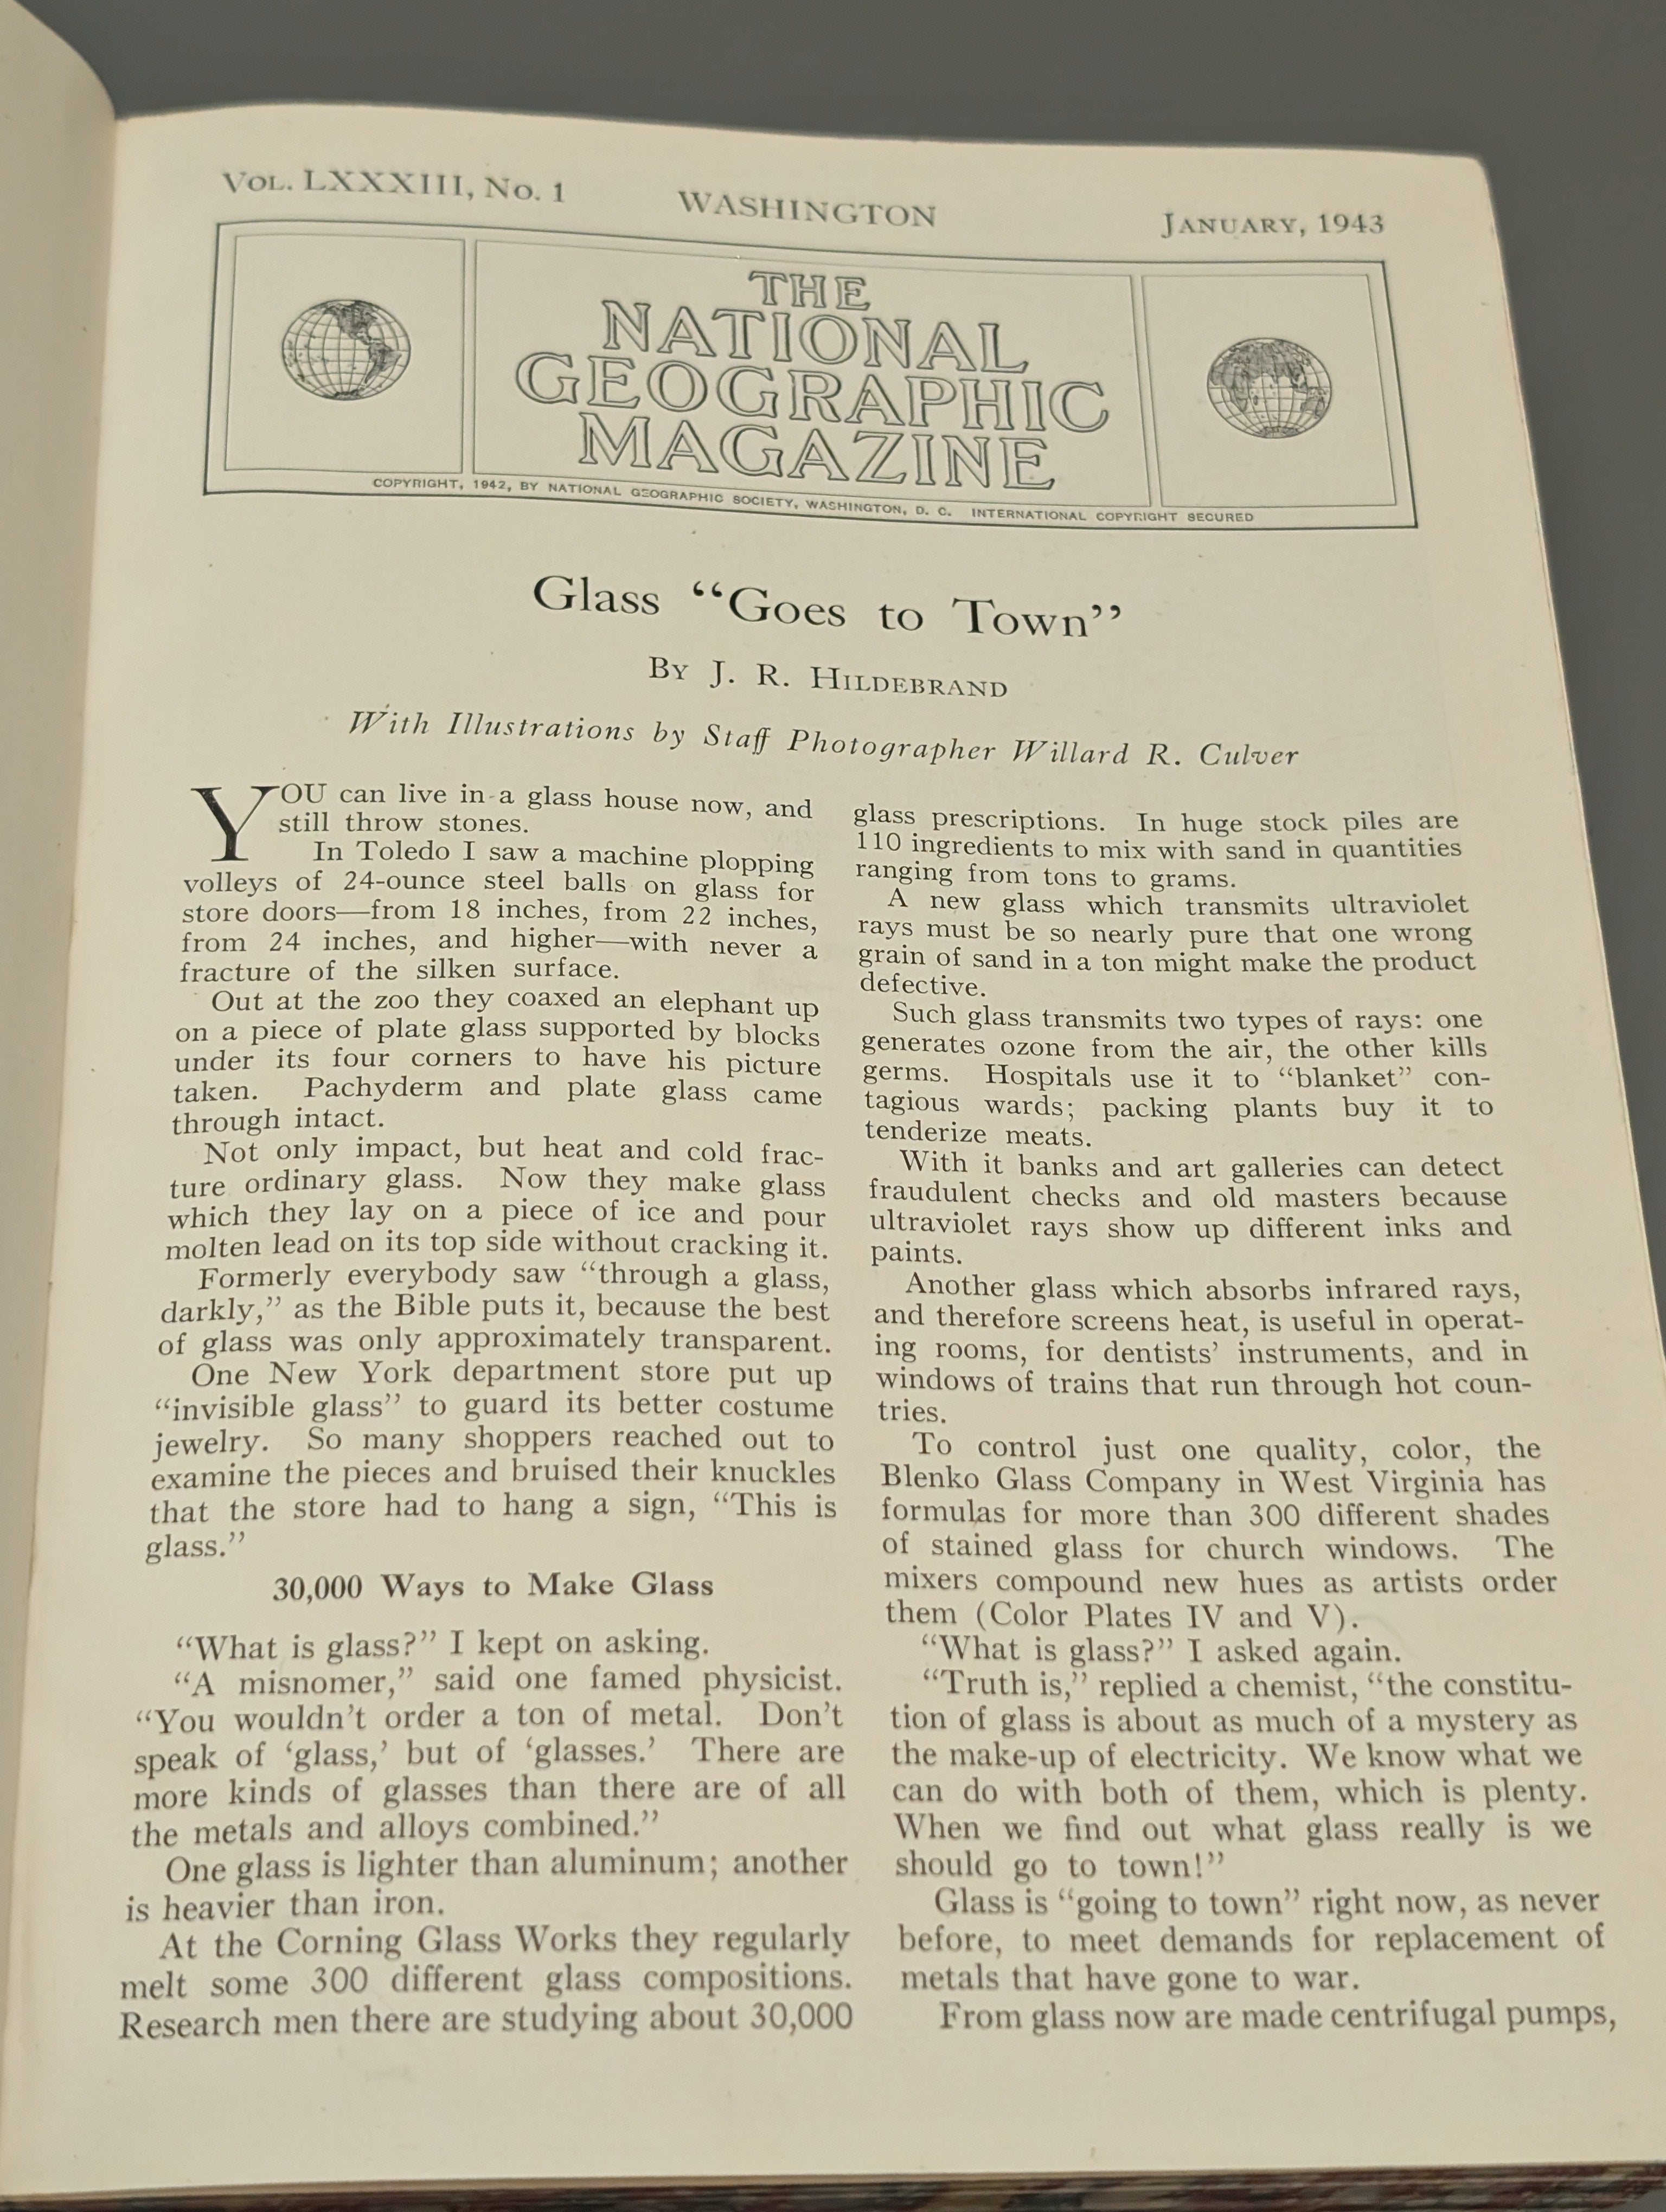 VOL. LXXXIII, No. 1
WASHINGTON
JANUARY, 1943
THE
NATIONAL
GEOGRAPHIC
MAGAZINE
COPYRIGHT, 1942, BY NATIONAL GEOGRAPHIC SOCIETY, WASHINGTON, D. C. INTERNATIONAL COPYRIGHT SECURED
Glass “Goes to Town”
BY J. R. HILDEBRAND
With Illustrations by Staff Photographer Willard R. Culver
YOU can live in a glass house now, and
still throw stones.
In Toledo I saw a machine plopping
volleys of 24-ounce steel balls on glass for
store doors—from 18 inches, from 22 inches,
from 24 inches, and higher—with never a
fracture of the silken surface.
Out at the zoo they coaxed an elephant up
on a piece of plate glass supported by blocks
under its four corners to have his picture
taken. Pachyderm and plate glass came
through intact.
Not only impact, but heat and cold frac-
ture ordinary glass. Now they make glass
which they lay on a piece of ice and pour
molten lead on its top side without cracking it.
Formerly everybody saw “through a glass,
darkly,” as the Bible puts it, because the best
of glass was only approximately transparent.
One New York department store put up
“invisible glass” to guard its better costume
jewelry. So many shoppers reached out to
examine the pieces and bruised their knuckles
that the store had to hang a sign, “This is
glass.”
30,000 Ways to Make Glass
“What is glass?” I kept on asking.
“A misnomer,” said one famed physicist.
“You wouldn’t order a ton of metal. Don’t
speak of ‘glass,’ but of ‘glasses.’ There are
more kinds of glasses than there are of all
the metals and alloys combined.”
One glass is lighter than aluminum; another
is heavier than iron.
At the Corning Glass Works they regularly
melt some 300 different glass compositions.
Research men there are studying about 30,000
glass prescriptions. In huge stock piles are
110 ingredients to mix with sand in quantities
ranging from tons to grams.
A new glass which transmits ultraviolet
rays must be so nearly pure that one wrong
grain of sand in a ton might make the product
defective.
Such glass transmits two types of rays: one
generates ozone from the air, the other kills
germs. Hospitals use it to “blanket” con-
tagious wards; packing plants buy it to
tenderize meats.
With it banks and art galleries can detect
fraudulent checks and old masters because
ultraviolet rays show up different inks and
paints.
Another glass which absorbs infrared rays,
and therefore screens heat, is useful in operat-
ing rooms, for dentists’ instruments, and in
windows of trains that run through hot coun-
tries.
To control just one quality, color, the
Blenko Glass Company in West Virginia has
formulas for more than 300 different shades
of stained glass for church windows. The
mixers compound new hues as artists order
them (Color Plates IV and V).
“What is glass?” I asked again.
“Truth is,” replied a chemist, “the constitu-
tion of glass is about as much of a mystery as
the make-up of electricity. We know what we
can do with both of them, which is plenty.
When we find out what glass really is we
should go to town!”
Glass is “going to town” right now, as never
before, to meet demands for replacement of
metals that have gone to war.
From glass now are made centrifugal pumps,